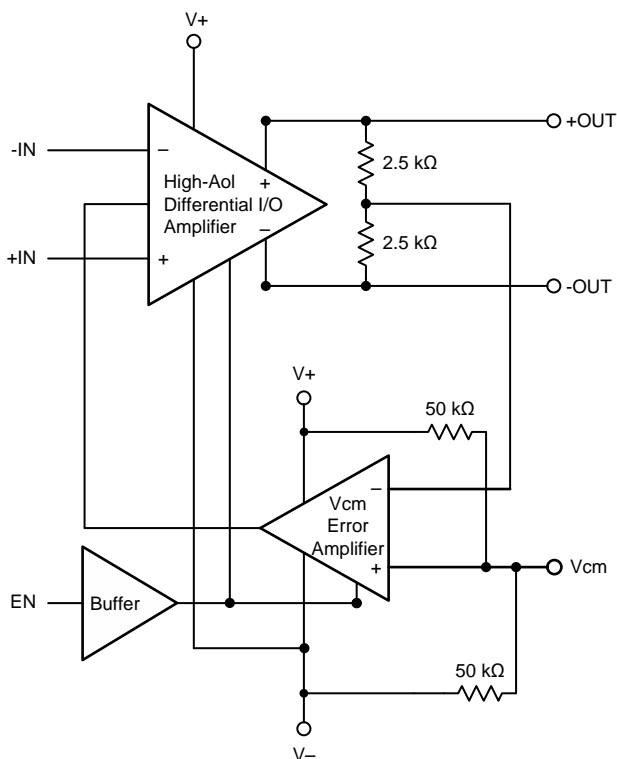 V+
-IN
−
High-Aol
Differential I/O
Amplifier
+
−
+IN
+
+OUT
2.5 kΩ
2.5 kΩ
-OUT
V+
50 kΩ
−
Vcm
Error
Amplifier
+
Vcm
EN
Buffer
50 kΩ
V–